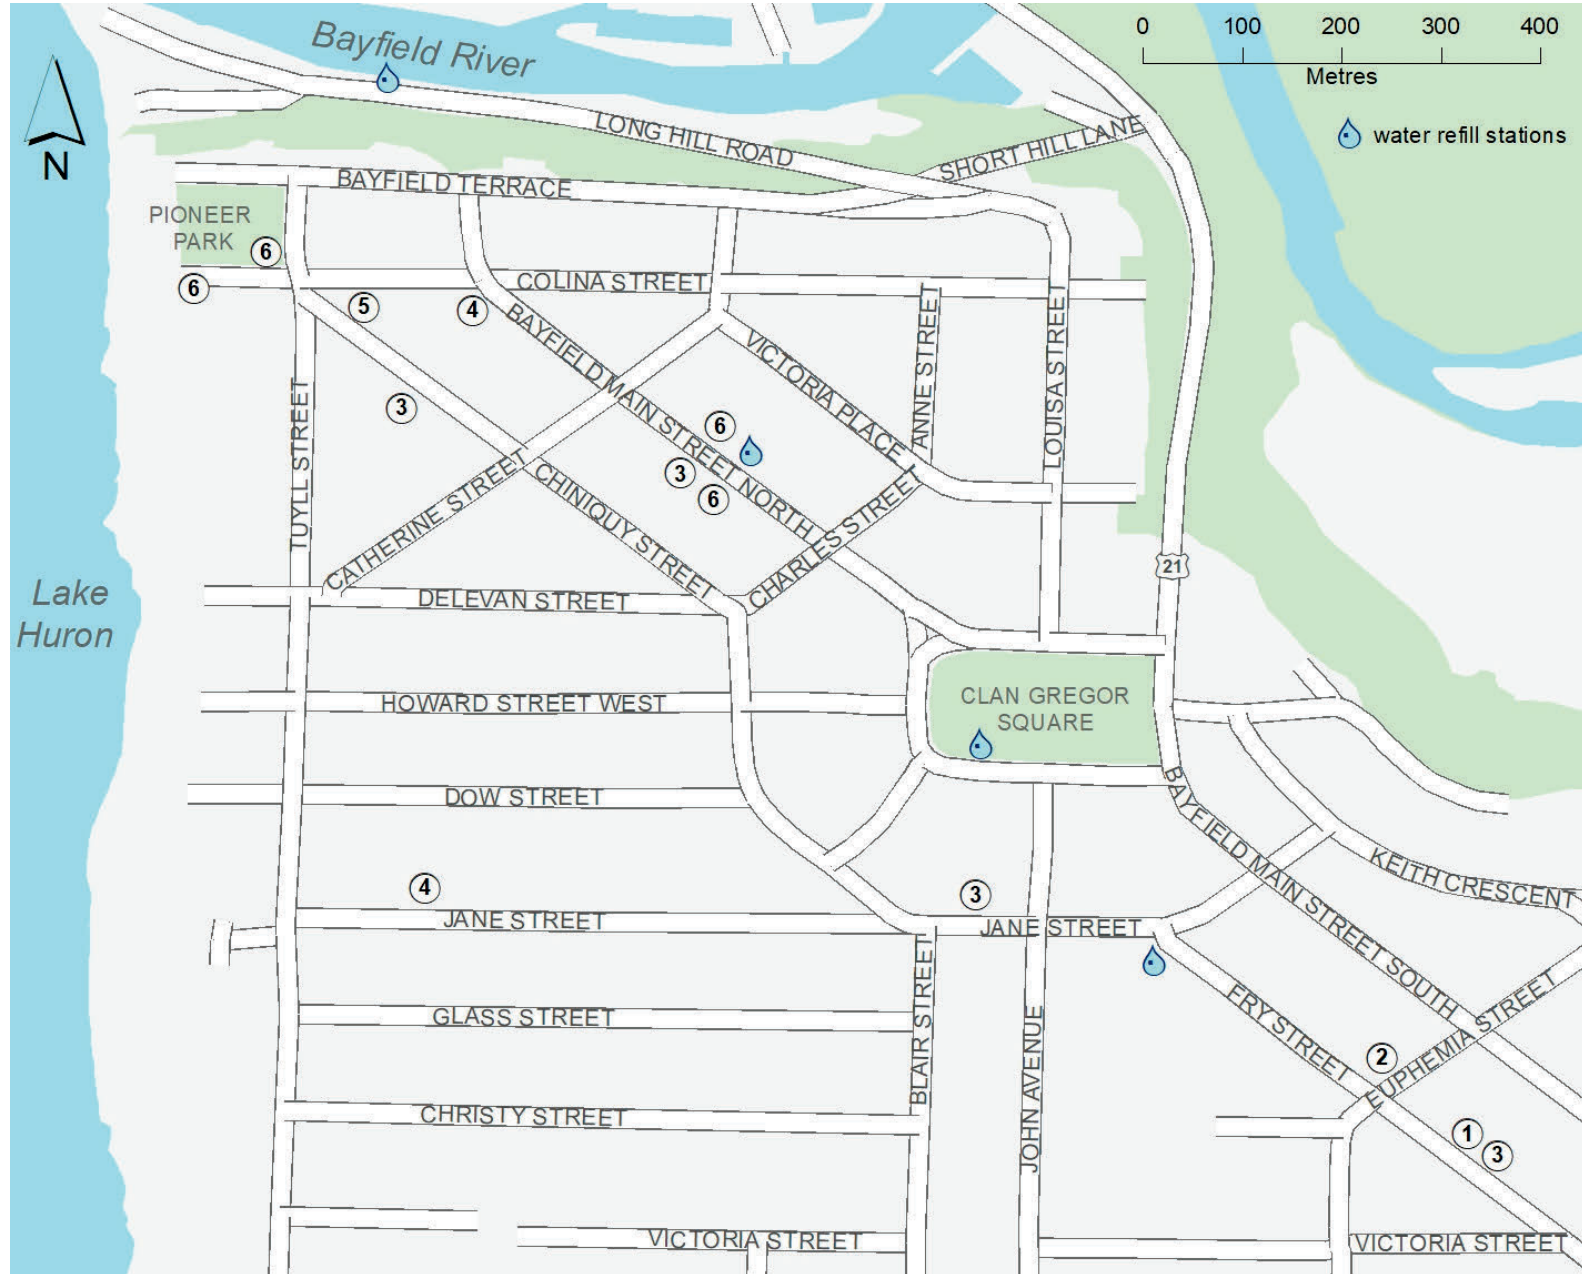 0 100 200 300 400
Metres
water refill stations
Bayfield River
N
LONG HILL ROAD
SHORT HILL LANE
BAYFIELD TERRACE
PIONEER
PARK
6
6
COLINA STREET
5
4
BAYFIELD MAIN STREET NORTH
VICTORIA PLACE
ANNE STREET
LOUISA STREET
TUYLL STREET
3
6
3
6
CATHERINE STREET
CHINIQUY STREET
CHARLES STREET
21
Lake
Huron
DELEVAN STREET
HOWARD STREET WEST
CLAN GREGOR
SQUARE
DOW STREET
BAYFIELD MAIN STREET SOUTH
KEITH CRESCENT
4
3
JANE STREET
JANE STREET
BLAIR STREET
JOHN AVENUE
FRY STREET
EUPHEMIA STREET
GLASS STREET
2
CHRISTY STREET
1
3
VICTORIA STREET
VICTORIA STREET